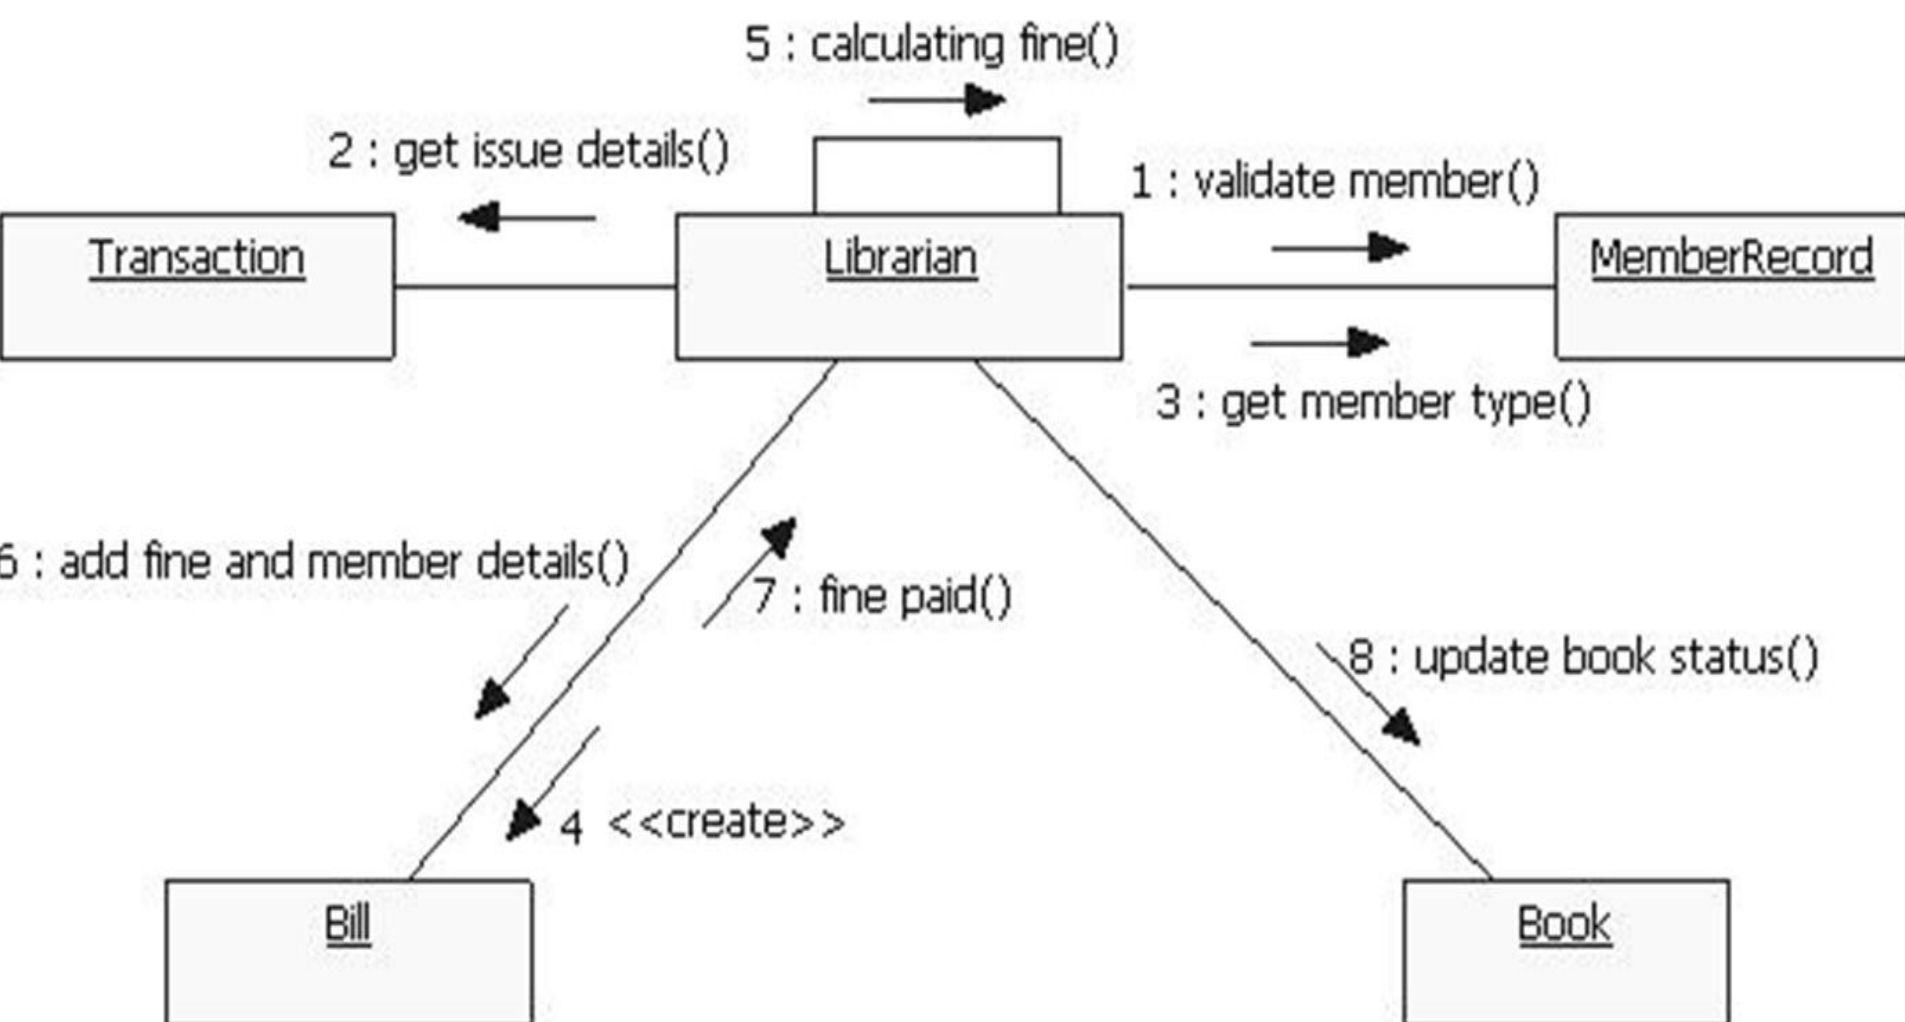 5 : calculating fine()
2 : get issue details()
1 : validate member()
Transaction
Librarian
MemberRecord
3 : get member type()
6 : add fine and member details()
7 : fine paid()
8 : update book status()
4 <<create>>
Bill
Book